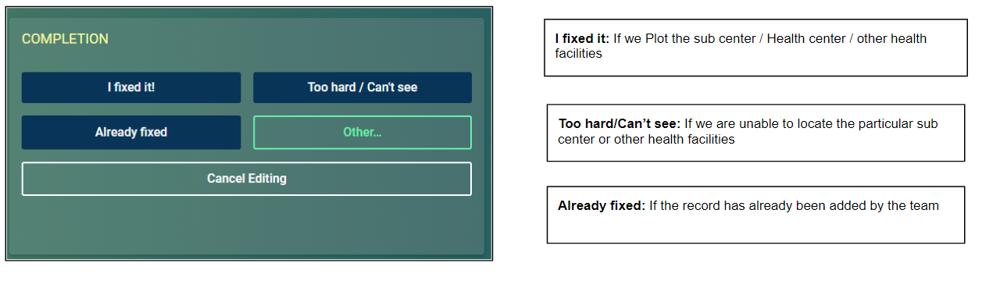 COMPLETION
I fixed it!
Too hard / Can't see
Already fixed
Other...
Cancel Editing
I fixed it: If we Plot the sub center / Health center / other health
facilities
Too hard/Can’t see: If we are unable to locate the particular sub
center or other health facilities
Already fixed: If the record has already been added by the team